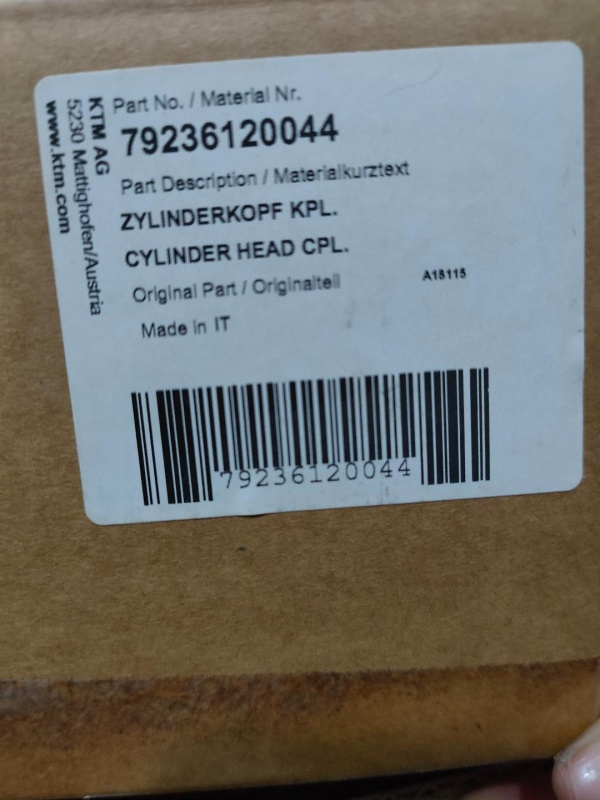 KTM AG
5230 Mattighofen/Austria
www.ktm.com
Part No. / Material Nr.
79236120044
Part Description / Materialkurztext
ZYLINDERKOPF KPL.
CYLINDER HEAD CPL.
Original Part / Originalteil
A18115
Made in IT
79236120044